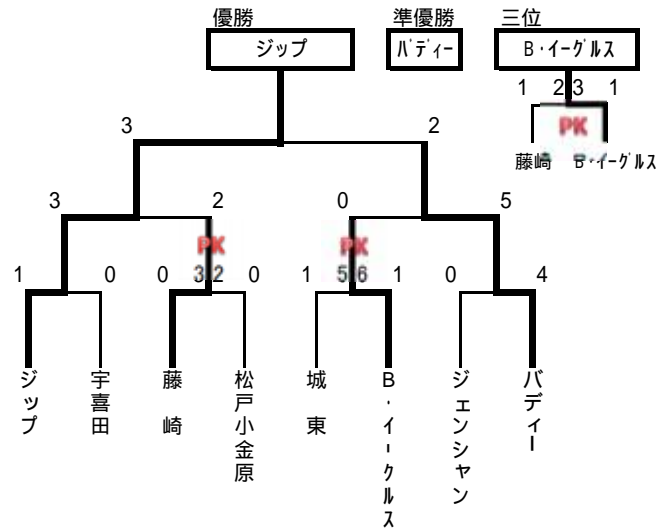 優勝 準優勝 三位
ジップ バディー B・イーグルス
1 2 3 1
PK
藤崎 B・イーグルス
3 2
3 2 0 5
PK PK
1 0 0 3 2 0 1 5 6 1 0 4
ジップ
宇喜田
藤崎
松戸小金原
城東
B・イークルス
ジェンシャン
バディー